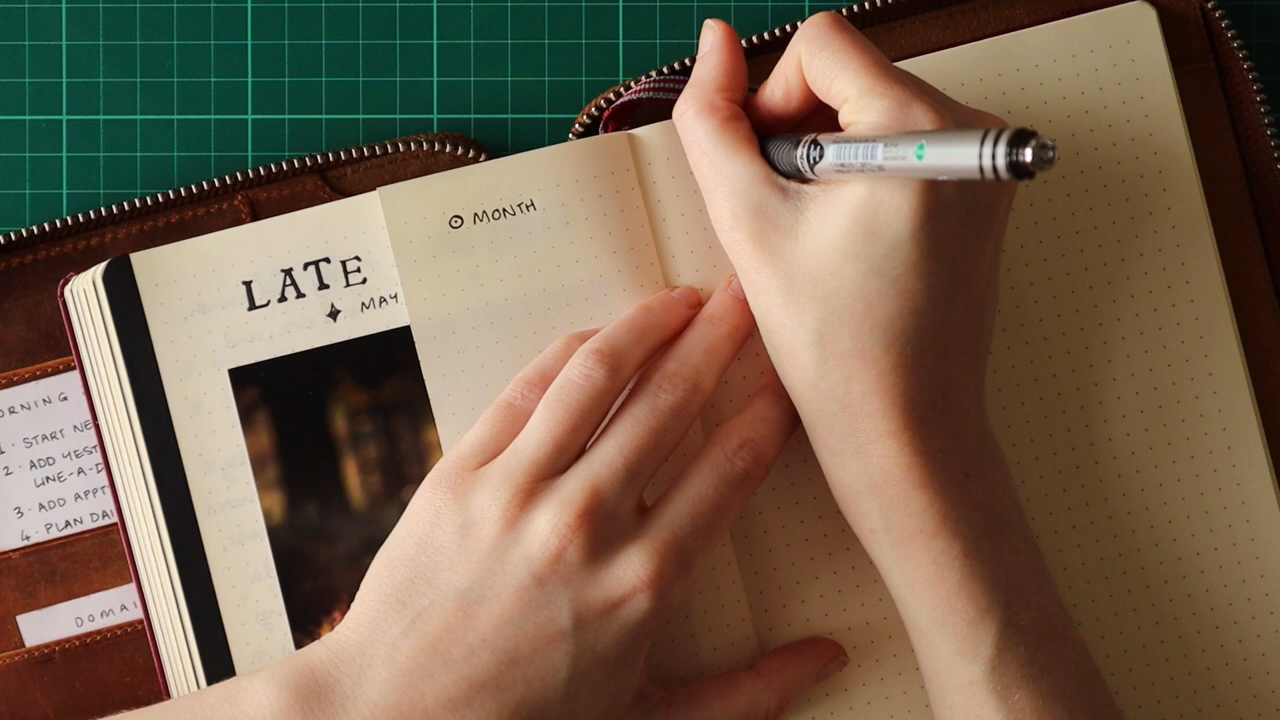 MONTH
LATE
MAY
ORNING
1. START NE
2. ADD YEST
LINE-A-D
3. ADD APPT
4. PLAN DAI
DOMAI